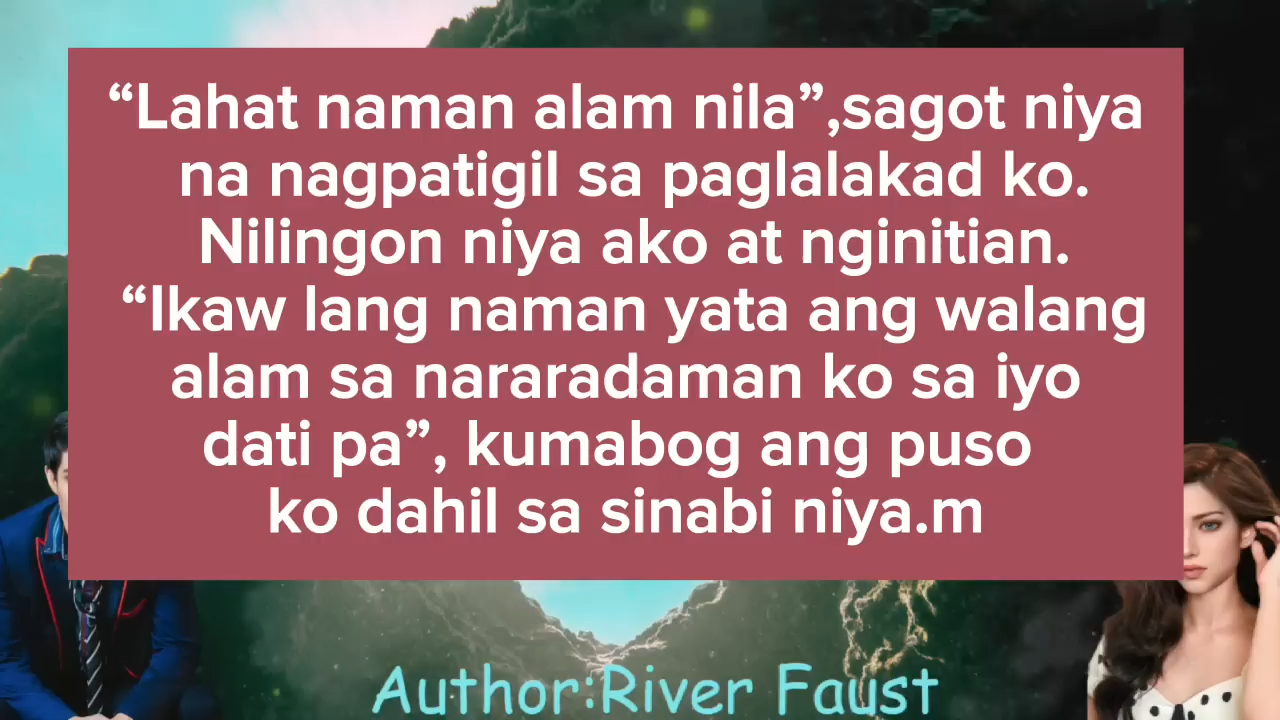 “Lahat naman alam nila”,sagot niya
na nagpatigil sa paglalakad ko.
Nilingon niya ako at nginitian.
“Ikaw lang naman yata ang walang
alam sa nararadaman ko sa iyo
dati pa”, kumabog ang puso
ko dahil sa sinabi niya.m
Author:River Faust